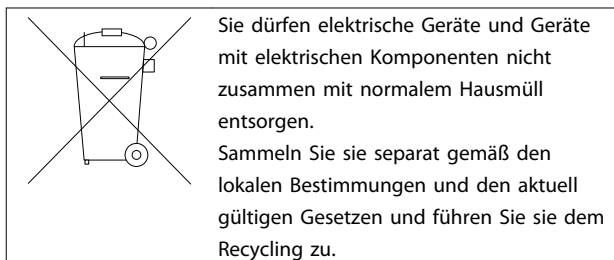 Sie dürfen elektrische Geräte und Geräte
mit elektrischen Komponenten nicht
zusammen mit normalem Hausmüll
entsorgen.
Sammeln Sie sie separat gemäß den
lokalen Bestimmungen und den aktuell
gültigen Gesetzen und führen Sie sie dem
Recycling zu.